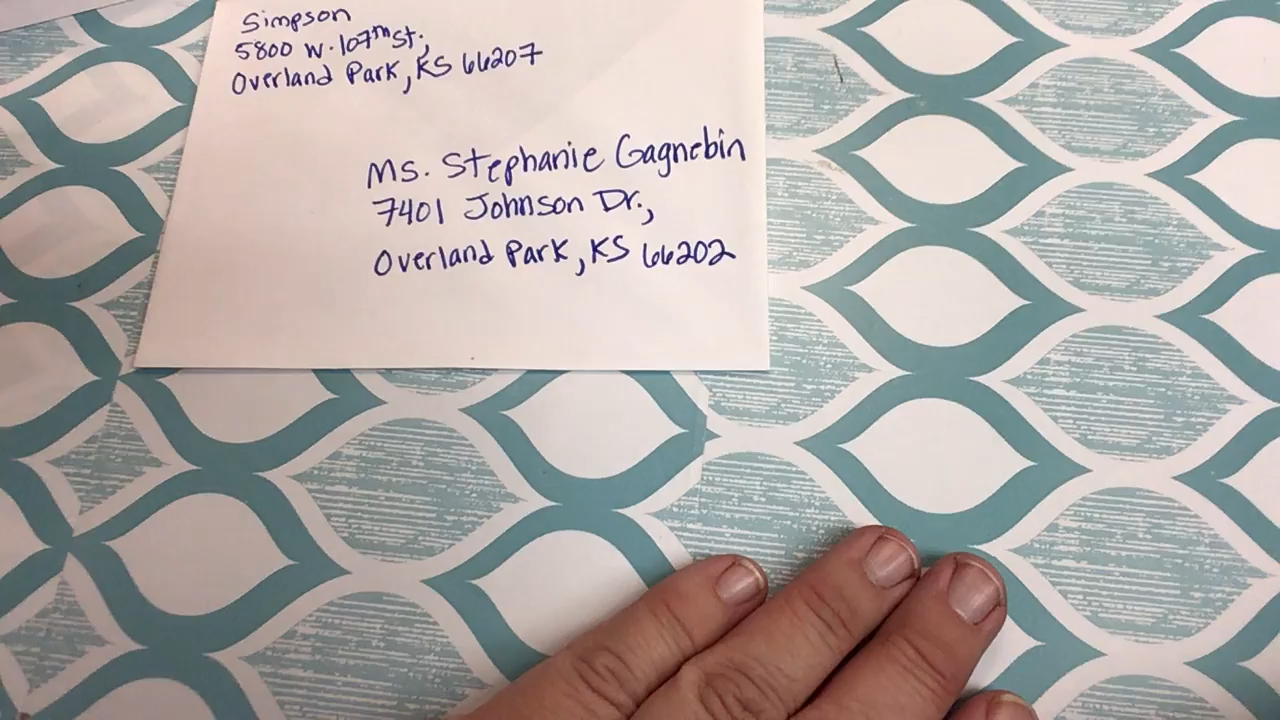 Simpson
5800 W. 107th St.,
Overland Park, KS 66207
Ms. Stephanie Gagnebin
7401 Johnson Dr.,
Overland Park, KS 66202